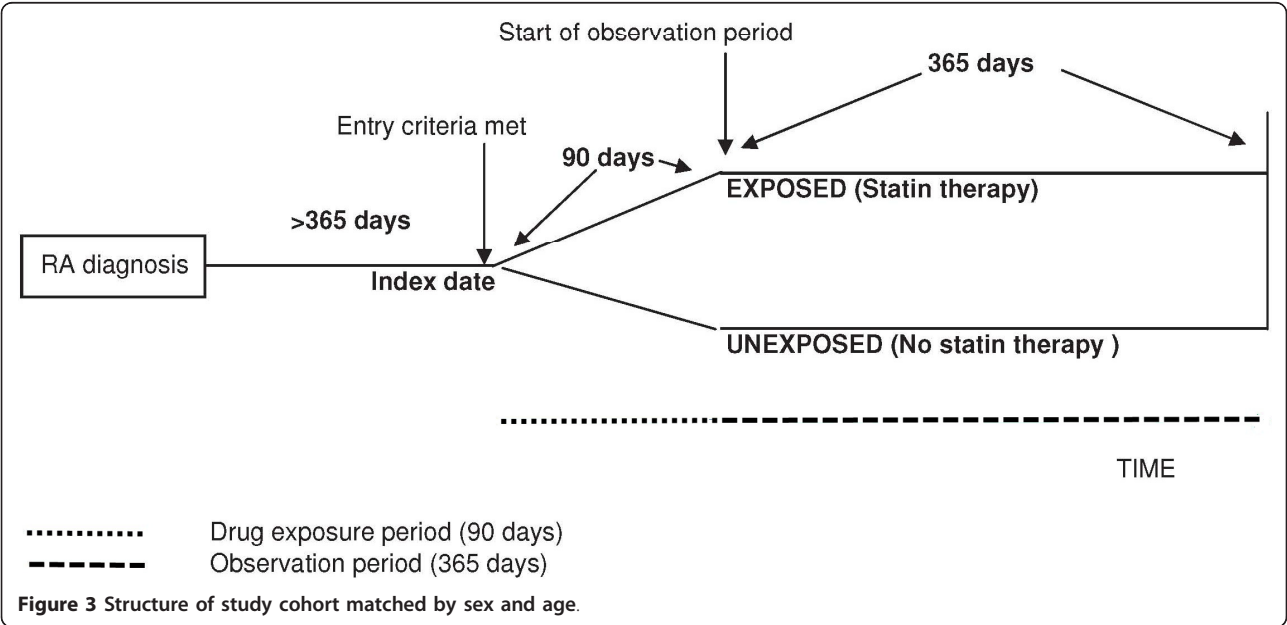 Start of observation period
365 days
Entry criteria met
90 days
EXPOSED (Statin therapy)
>365 days
RA diagnosis
Index date
UNEXPOSED (No statin therapy )
TIME
Drug exposure period (90 days)
Observation period (365 days)
Figure 3 Structure of study cohort matched by sex and age.